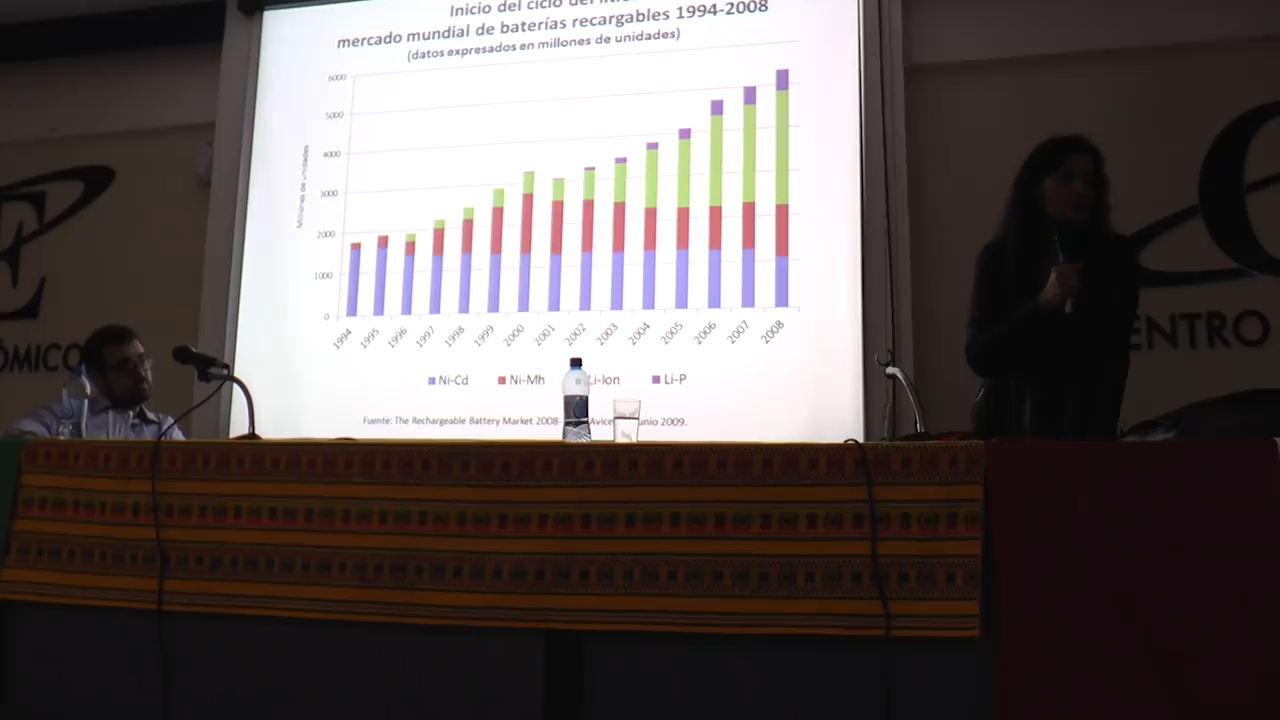 Inicio del ciclo del
mercado mundial de baterías recargables 1994-2008
(datos expresados en millones de unidades)
Millones de unidades
6000
5000
4000
3000
2000
1000
0
1994 1995 1996 1997 1998 1999 2000 2001 2002 2003 2004 2005 2006 2007 2008
Ni-Cd Ni-Mh Li-Ion Li-P
Fuente: The Rechargeable Battery Market 2008- Avice unio 2009.
E
ÓMICO
ENTRO